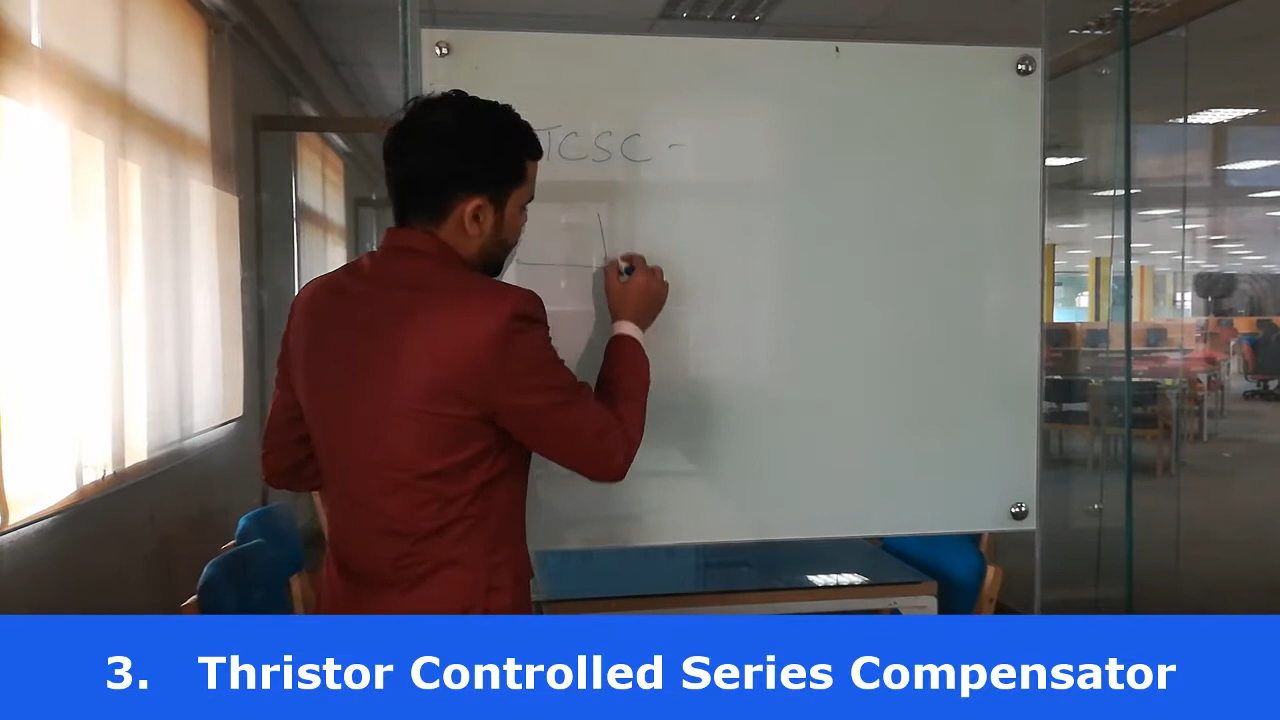 TCSC -
3. Thristor Controlled Series Compensator